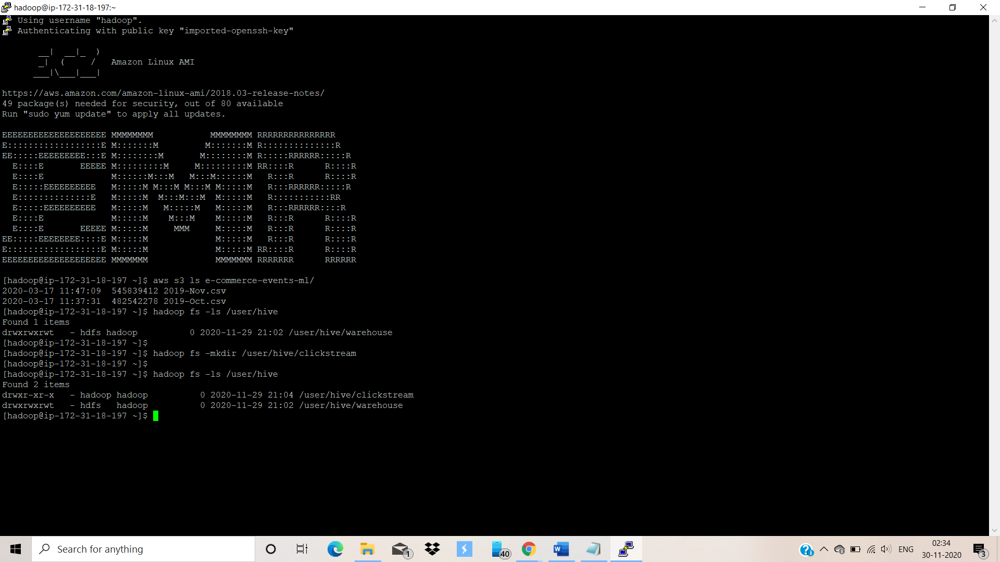 hadoop@ip-172-31-18-197:~
Using username "hadoop".
Authenticating with public key "imported-openssh-key"
       __|  __|_  )
       _|  (     /   Amazon Linux AMI
      ___|\___|___|
https://aws.amazon.com/amazon-linux-ami/2018.03-release-notes/
49 package(s) needed for security, out of 80 available
Run "sudo yum update" to apply all updates.
EEEEEEEEEEEEEEEEEEEE MMMMMMMM           MMMMMMMM RRRRRRRRRRRRRRR
E::::::::::::::::::E M:::::::M         M:::::::M R::::::::::::::R
EE:::::EEEEEEEEE:::E M::::::::M       M::::::::M R:::::RRRRRR:::::R
  E::::E       EEEEE M:::::::::M     M:::::::::M RR::::R      R::::R
  E::::E             M::::::M:::M   M:::M::::::M   R:::R      R::::R
  E:::::EEEEEEEEEE   M:::::M M:::M M:::M M:::::M   R:::RRRRRR:::::R
  E::::::::::::::E   M:::::M  M:::M:::M  M:::::M   R:::::::::::RR
  E:::::EEEEEEEEEE   M:::::M   M:::::M   M:::::M   R:::RRRRRR::::R
  E::::E             M:::::M    M:::M    M:::::M   R:::R      R::::R
  E::::E       EEEEE M:::::M     MMM     M:::::M   R:::R      R::::R
EE:::::EEEEEEEE::::E M:::::M             M:::::M   R:::R      R::::R
E::::::::::::::::::E M:::::M             M:::::M RR::::R      R::::R
EEEEEEEEEEEEEEEEEEEE MMMMMMM             MMMMMMM RRRRRRR      RRRRRR
[hadoop@ip-172-31-18-197 ~]$ aws s3 ls e-commerce-events-ml/
2020-03-17 11:47:09  545839412 2019-Nov.csv
2020-03-17 11:37:31  482542278 2019-Oct.csv
[hadoop@ip-172-31-18-197 ~]$ hadoop fs -ls /user/hive
Found 1 items
drwxrwxrwt   - hdfs hadoop          0 2020-11-29 21:02 /user/hive/warehouse
[hadoop@ip-172-31-18-197 ~]$
[hadoop@ip-172-31-18-197 ~]$ hadoop fs -mkdir /user/hive/clickstream
[hadoop@ip-172-31-18-197 ~]$
[hadoop@ip-172-31-18-197 ~]$ hadoop fs -ls /user/hive
Found 2 items
drwxr-xr-x   - hadoop hadoop          0 2020-11-29 21:04 /user/hive/clickstream
drwxrwxrwt   - hdfs   hadoop          0 2020-11-29 21:02 /user/hive/warehouse
[hadoop@ip-172-31-18-197 ~]$
Search for anything
1
40
W
ENG
02:34
30-11-2020
3